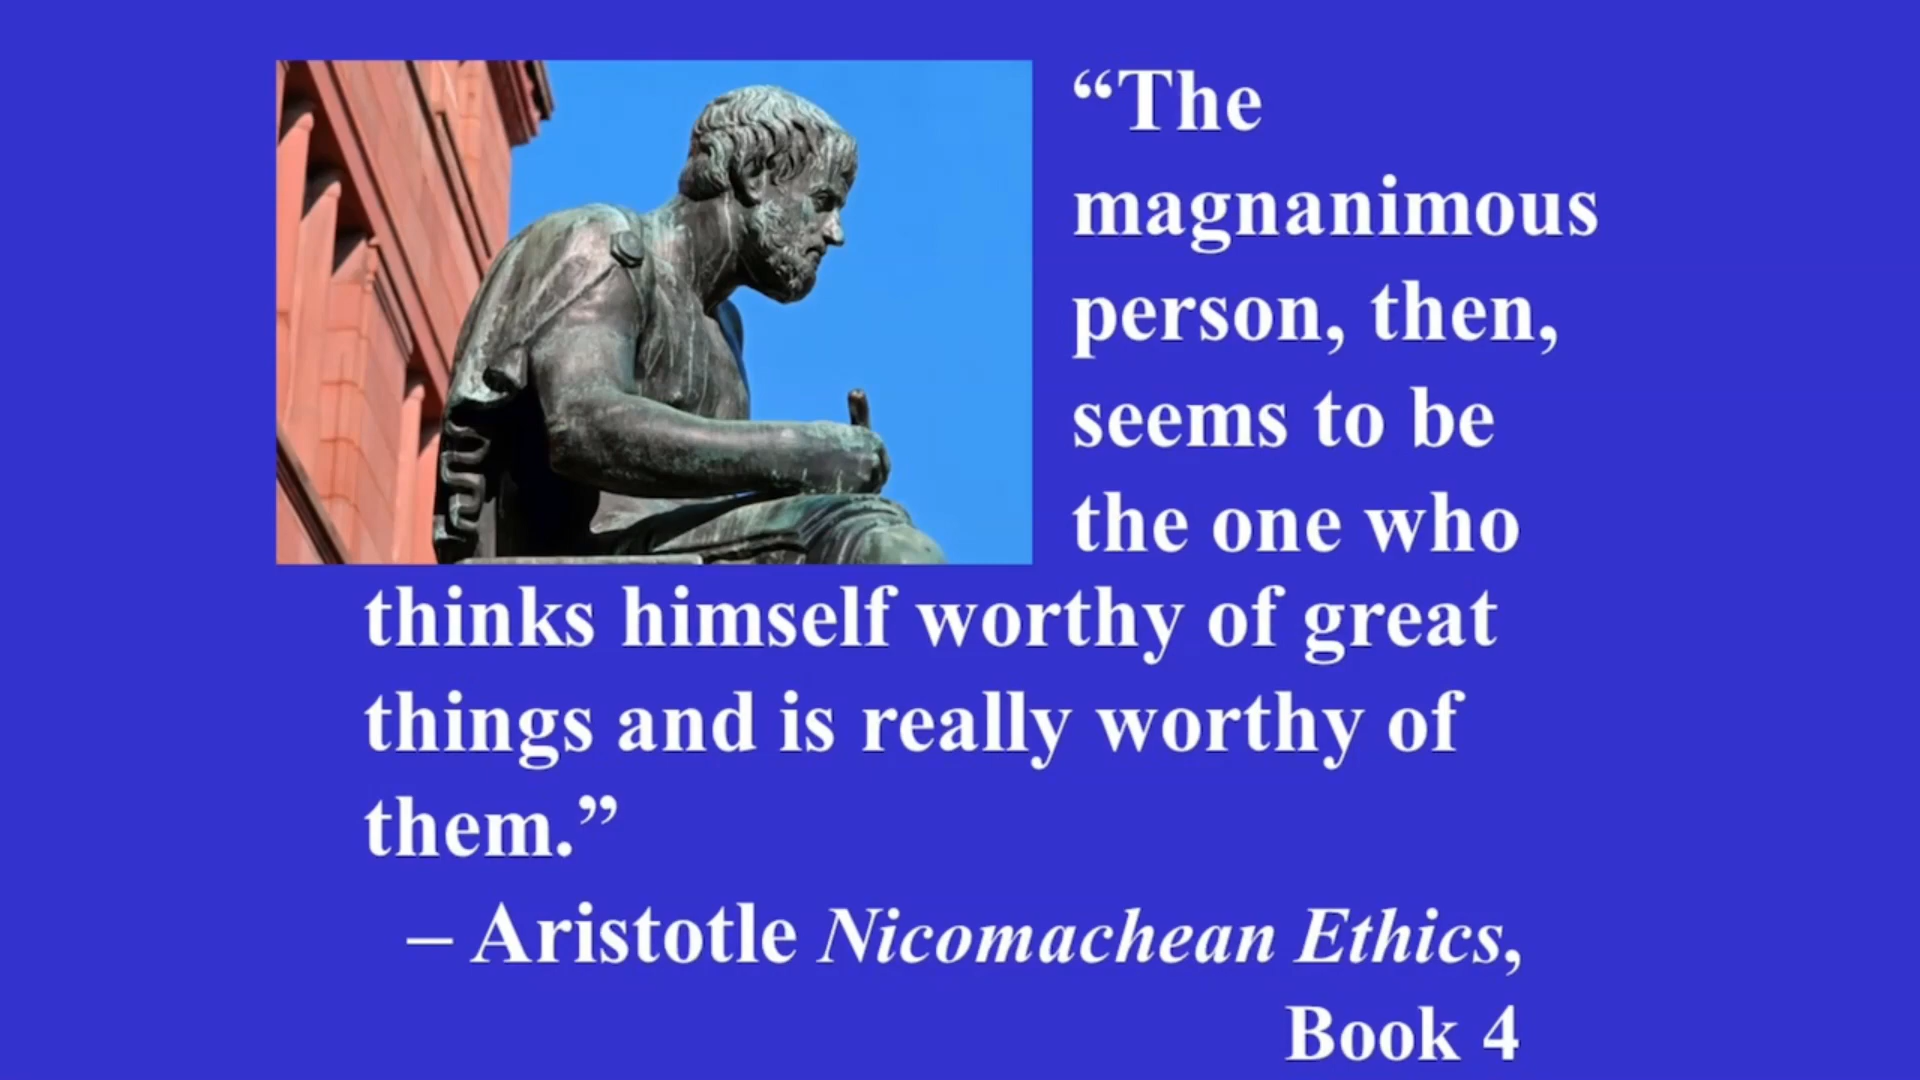 “The
magnanimous
person, then,
seems to be
the one who
thinks himself worthy of great
things and is really worthy of
them.”
– Aristotle Nicomachean Ethics,
Book 4